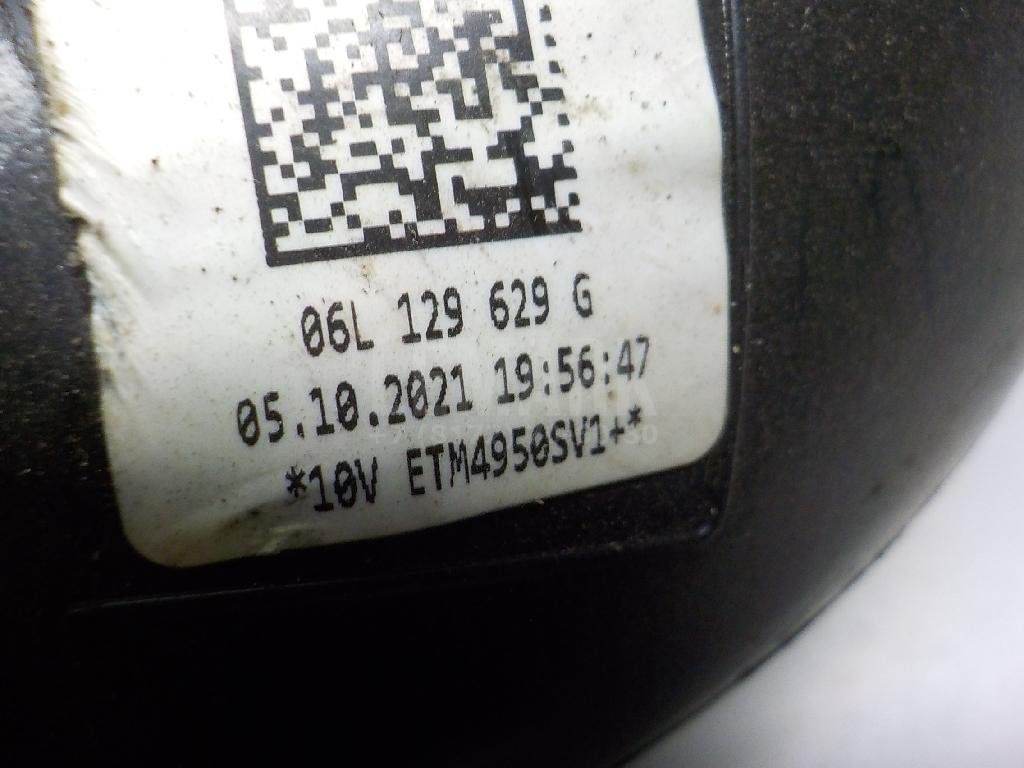 06L 129 629 G
05.10.2021 19:56:47
*10V ETM4950SV1+*